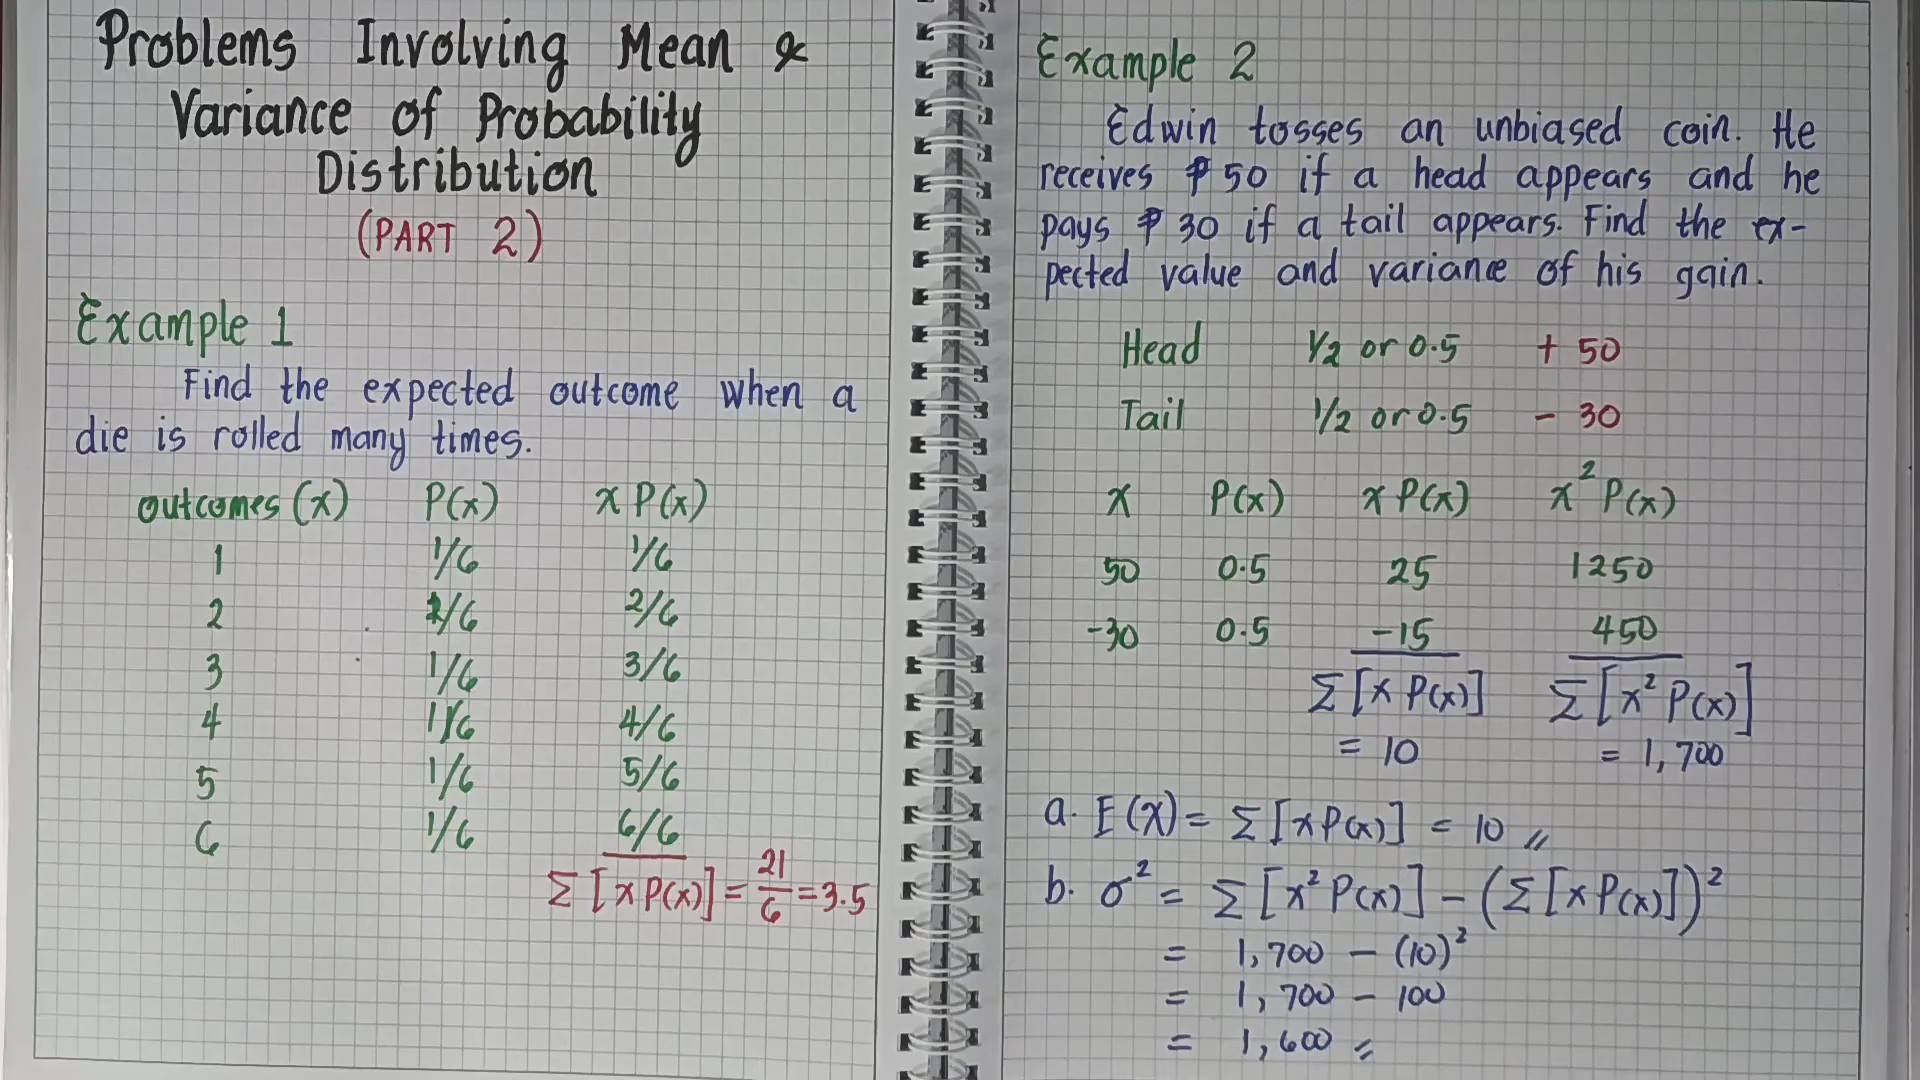 Problems Involving Mean &
Variance of Probability
Distribution
(PART 2)
Example 1
Find the expected outcome when a
die is rolled many times.
outcomes (x) P(x) x P(x)
1 1/6 1/6
2 1/6 2/6
3 1/6 3/6
4 1/6 4/6
5 1/6 5/6
6 1/6 6/6
Σ [x P(x)] = 21/6 = 3.5
Example 2
Edwin tosses an unbiased coin. He
receives ₱50 if a head appears and he
pays ₱30 if a tail appears. Find the ex-
pected value and variance of his gain.
Head 1/2 or 0.5 + 50
Tail 1/2 or 0.5 - 30
x P(x) x P(x) x² P(x)
50 0.5 25 1250
-30 0.5 -15 450
Σ [x P(x)] Σ [x² P(x)]
= 10 = 1,700
a. E(X) = Σ [x P(x)] = 10 //
b. σ² = Σ [x² P(x)] - (Σ [x P(x)])²
= 1,700 - (10)²
= 1,700 - 100
= 1,600 //